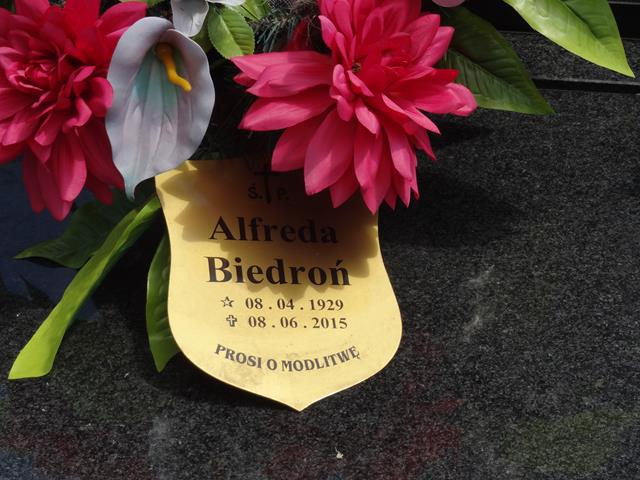 Ś. P.
Alfreda
Biedroń
☆ 08.04.1929
✞ 08.06.2015
PROSI O MODLITWĘ